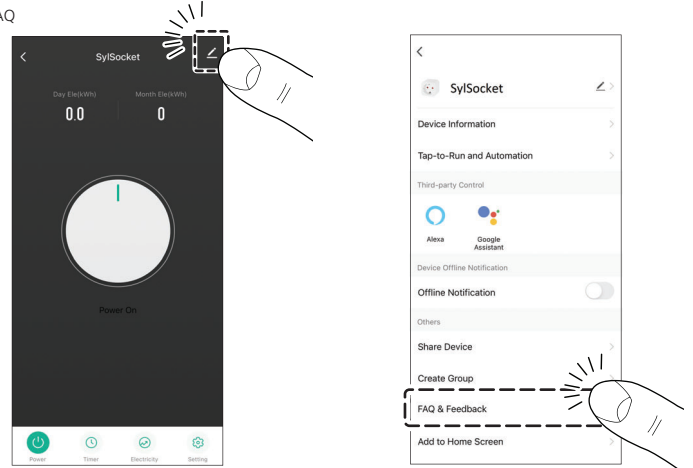 AQ
SylSocket
Day Ele(kWh) Month Ele(kWh)
0.0 0
Power On
Power Timer Electricity Setting
SylSocket
Device Information
Tap-to-Run and Automation
Third-party Control
Alexa Google
Assistant
Device Offline Notification
Offline Notification
Others
Share Device
Create Group
FAQ & Feedback
Add to Home Screen